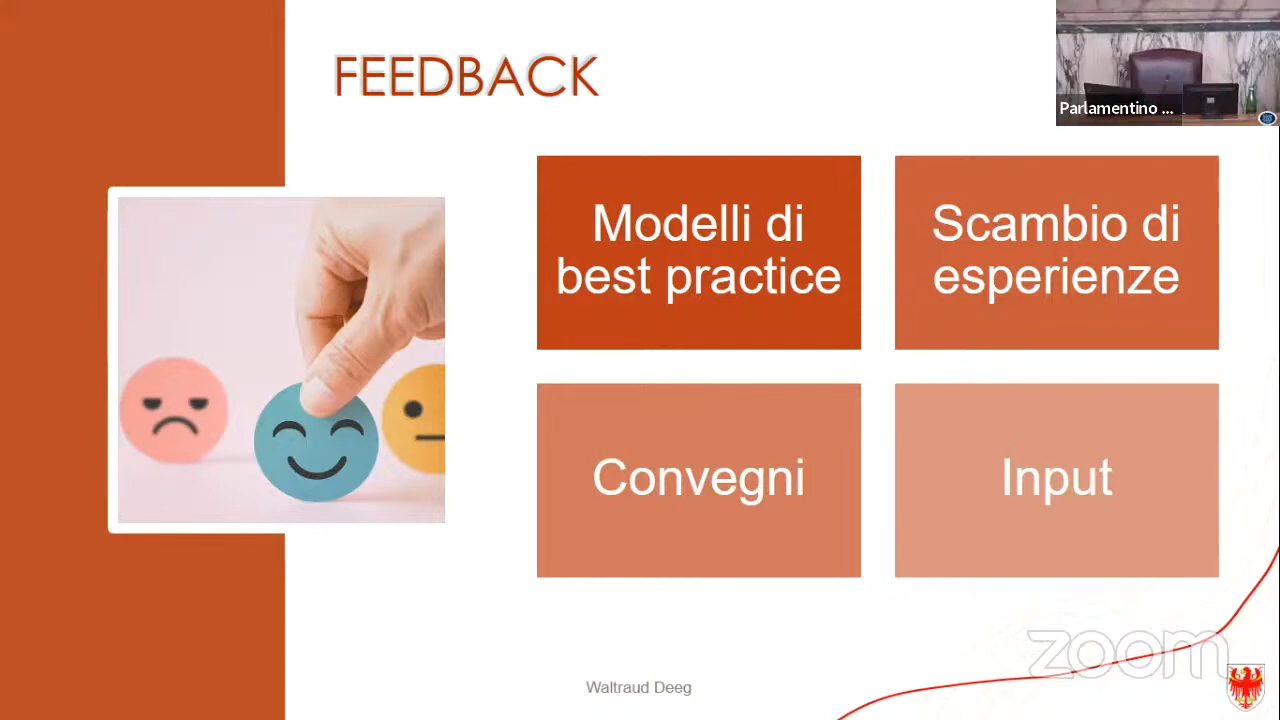 FEEDBACK
Parlamentino ...
Modelli di
best practice
Scambio di
esperienze
Convegni
Input
zoom
Waltraud Deeg